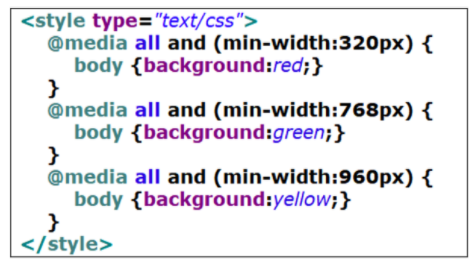 <style type="text/css">
@media all and (min-width:320px) {
body {background:red;}
}
@media all and (min-width:768px) {
body {background:green;}
}
@media all and (min-width:960px) {
body {background:yellow;}
}
</style>